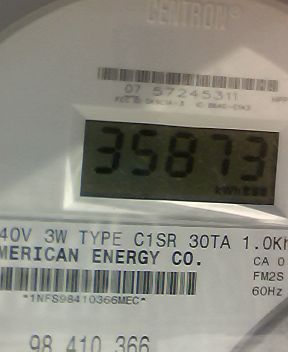 CENTRON®
07 57245311
35873
kWh
40V 3W TYPE C1SR 30TA 1.0Kh
MERICAN ENERGY CO.
CA 0
FM2S
60Hz
*1NFS98410366MEC*
98 410 366